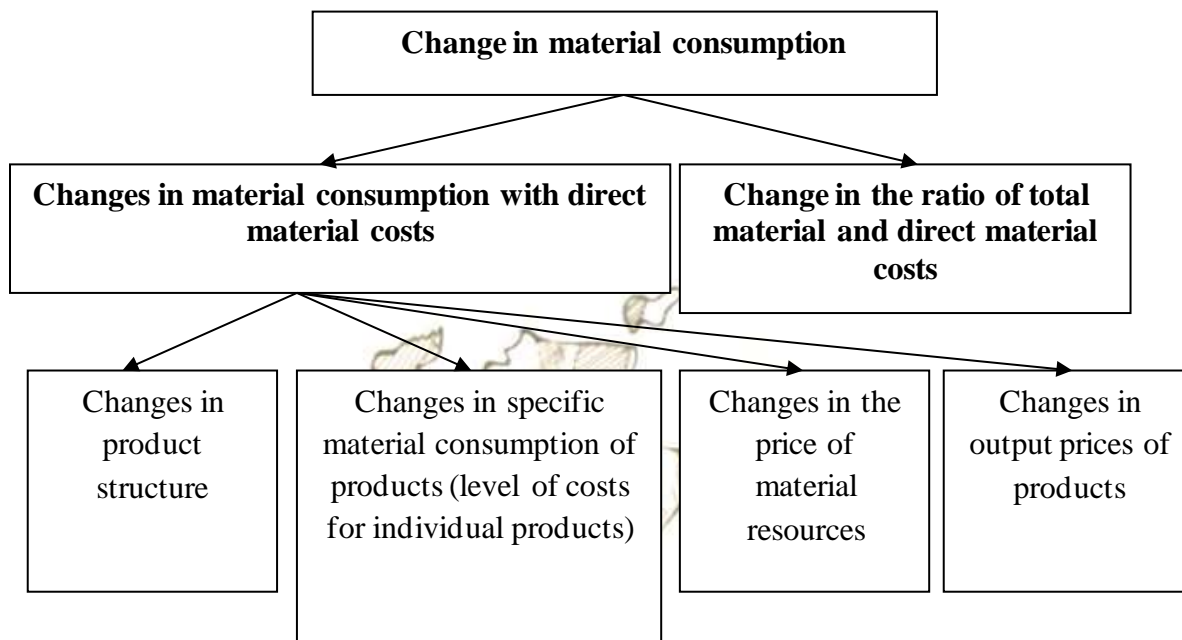 Change in material consumption
Changes in material consumption with direct
material costs
Change in the ratio of total
material and direct material
costs
Changes in
product
structure
Changes in specific
material consumption of
products (level of costs
for individual products)
Changes in the
price of
material
resources
Changes in
output prices of
products